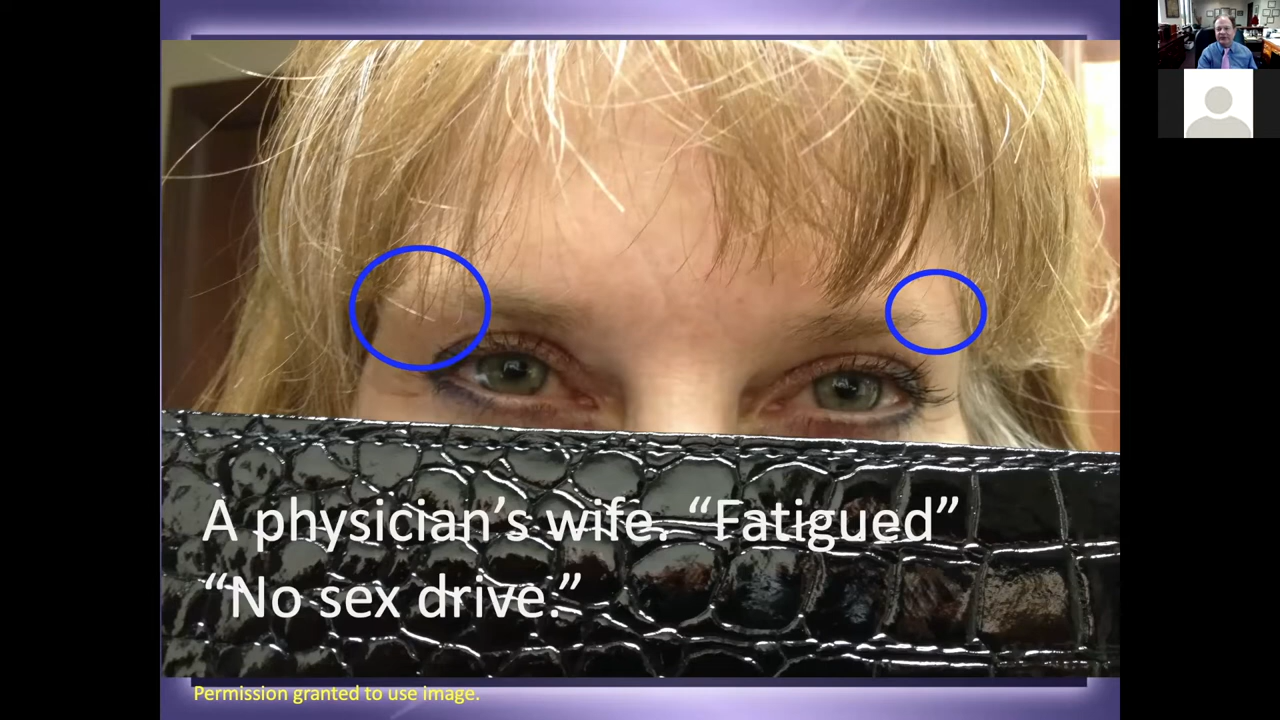 A physician’s wife. “Fatigued”
“No sex drive.”
Permission granted to use image.